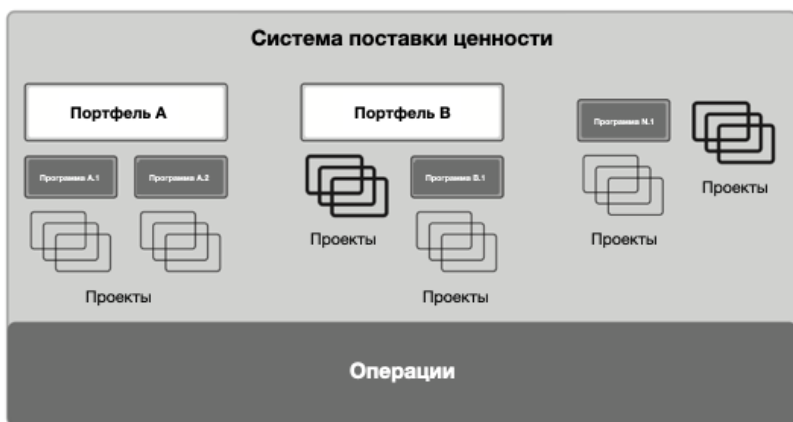 Система поставки ценности
Портфель A
Портфель B
Программа N.1
Программа A.1
Программа A.2
Программа B.1
Проекты
Проекты
Проекты
Проекты
Проекты
Операции